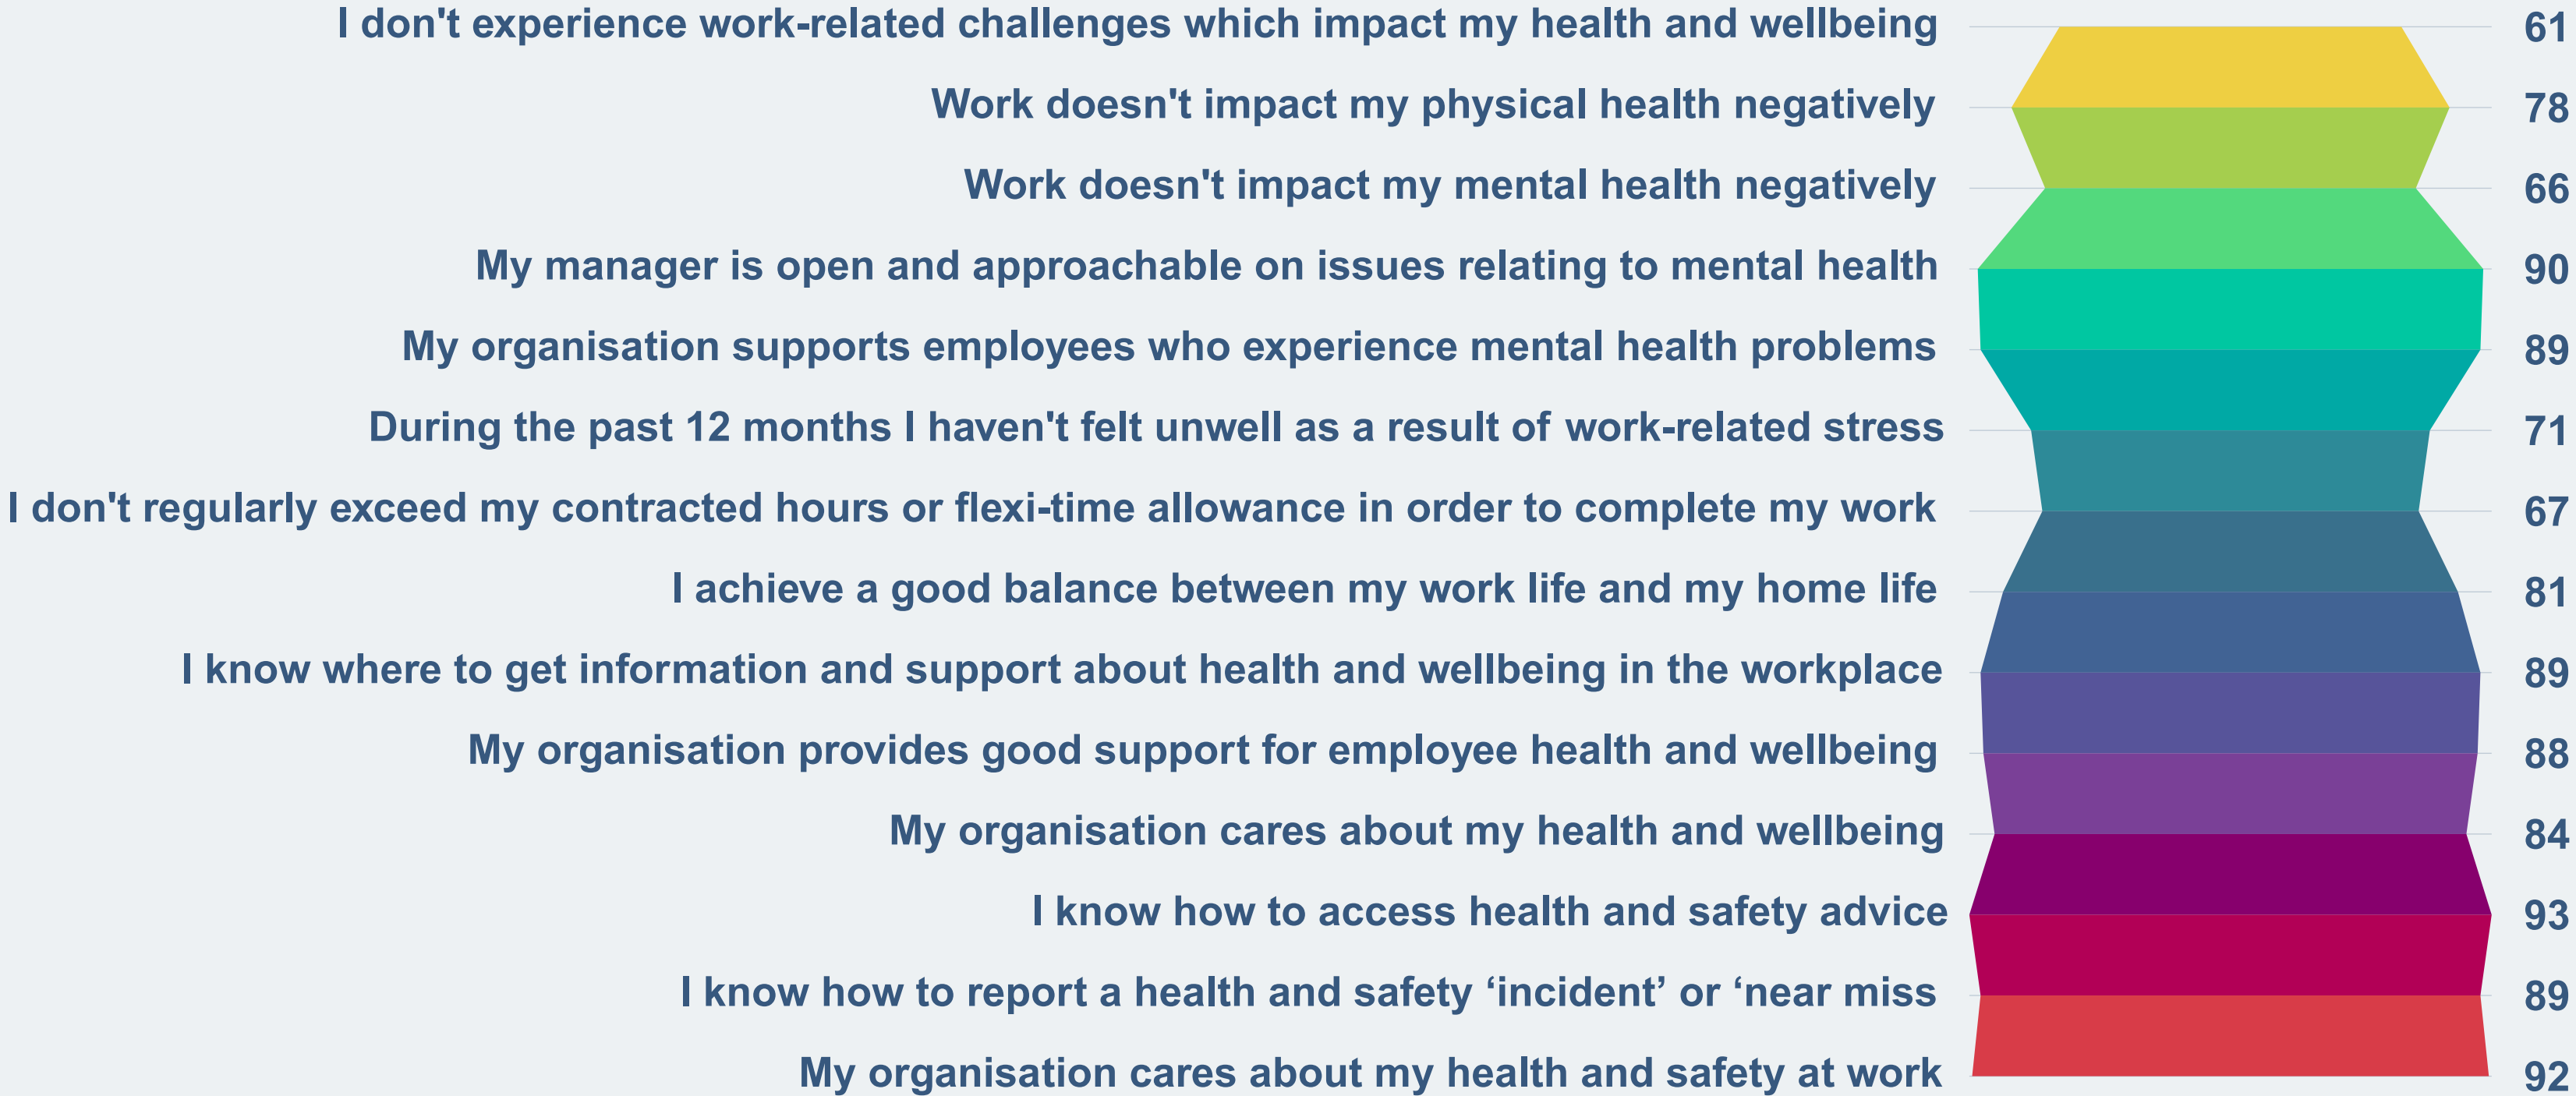 I don't experience work-related challenges which impact my health and wellbeing 61
Work doesn't impact my physical health negatively 78
Work doesn't impact my mental health negatively 66
My manager is open and approachable on issues relating to mental health 90
My organisation supports employees who experience mental health problems 89
During the past 12 months I haven't felt unwell as a result of work-related stress 71
I don't regularly exceed my contracted hours or flexi-time allowance in order to complete my work 67
I achieve a good balance between my work life and my home life 81
I know where to get information and support about health and wellbeing in the workplace 89
My organisation provides good support for employee health and wellbeing 88
My organisation cares about my health and wellbeing 84
I know how to access health and safety advice 93
I know how to report a health and safety ‘incident’ or ‘near miss 89
My organisation cares about my health and safety at work 92